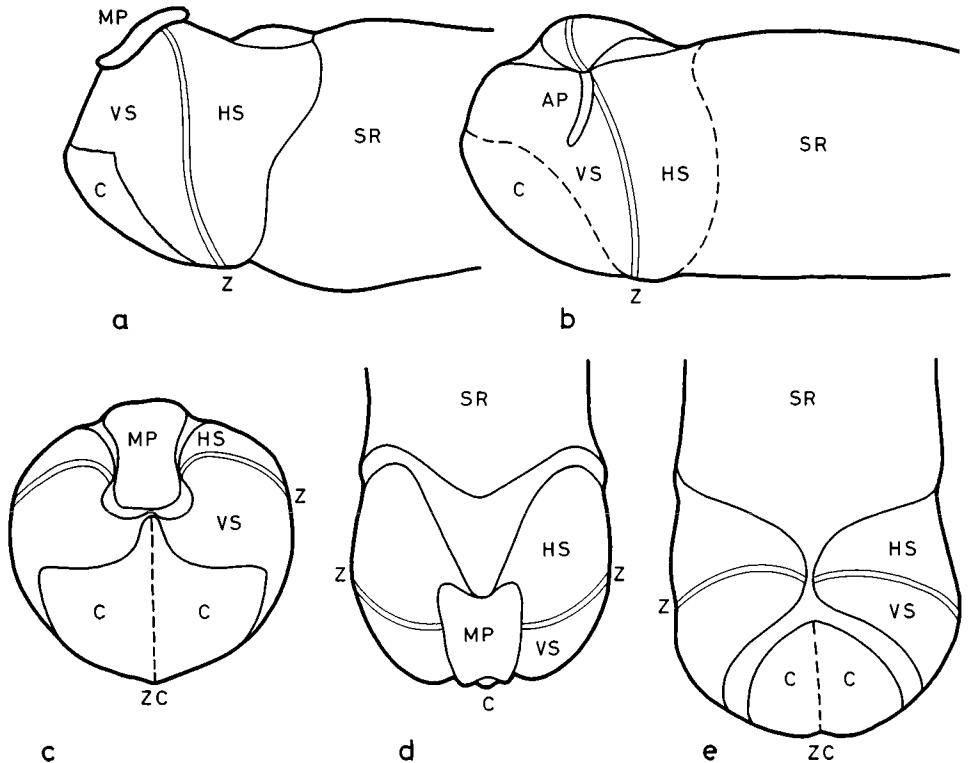 MP
VS HS SR
C
Z
a
AP SR
VS HS
C
Z
b
MP HS
Z
VS
C C
ZC
c
SR
HS
Z Z
MP VS
C
d
SR
HS
Z VS
C C
ZC
e